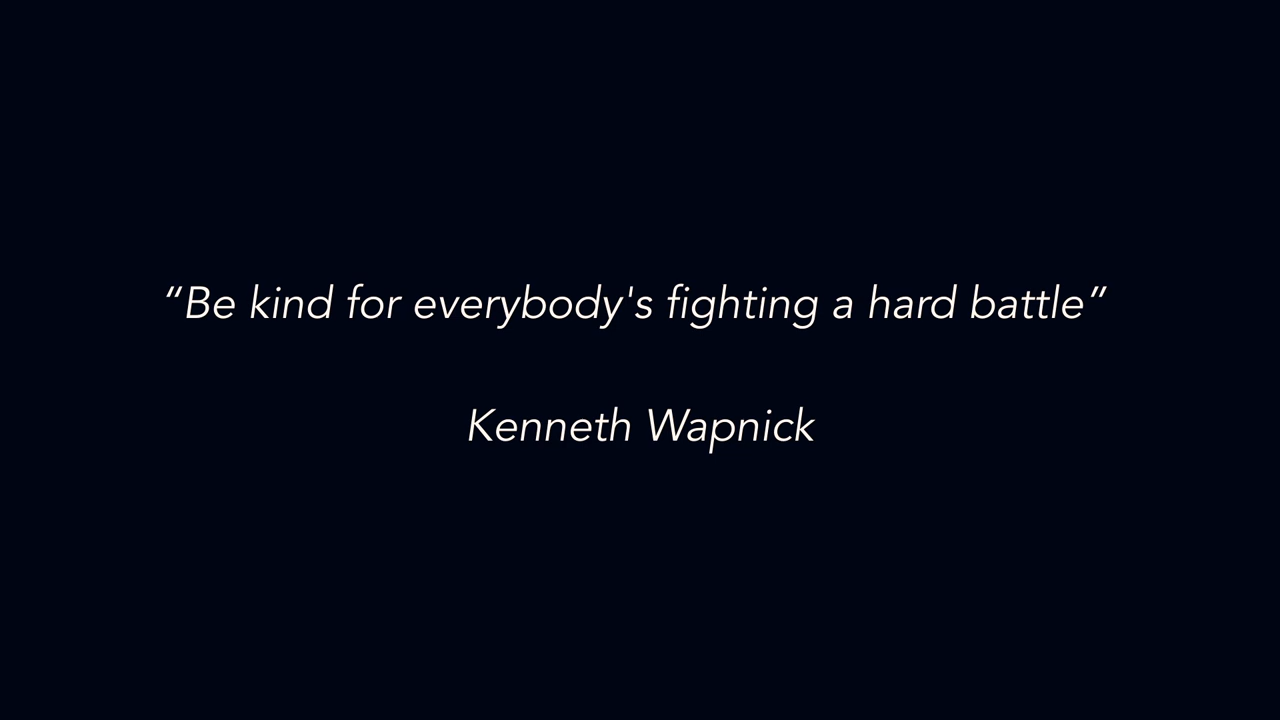 “Be kind for everybody's fighting a hard battle”
Kenneth Wapnick